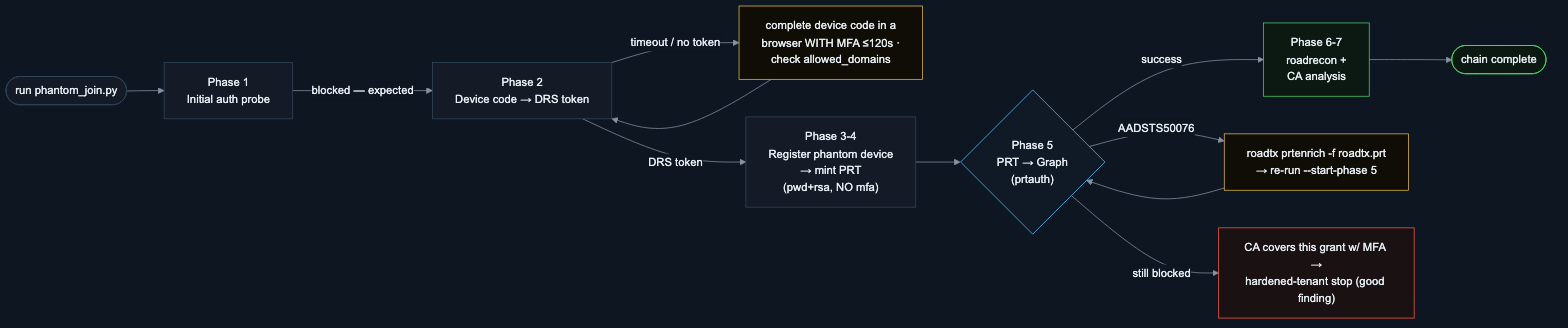 run phantom_join.py
Phase 1
Initial auth probe
blocked — expected
Phase 2
Device code → DRS token
timeout / no token
complete device code in a
browser WITH MFA ≤120s ·
check allowed_domains
DRS token
Phase 3-4
Register phantom device
→ mint PRT
(pwd+rsa, NO mfa)
Phase 5
PRT → Graph
(prtauth)
success
Phase 6-7
roadrecon +
CA analysis
chain complete
AADSTS50076
roadtx prtenrich -f roadtx.prt
→ re-run --start-phase 5
still blocked
CA covers this grant w/ MFA
→
hardened-tenant stop (good
finding)